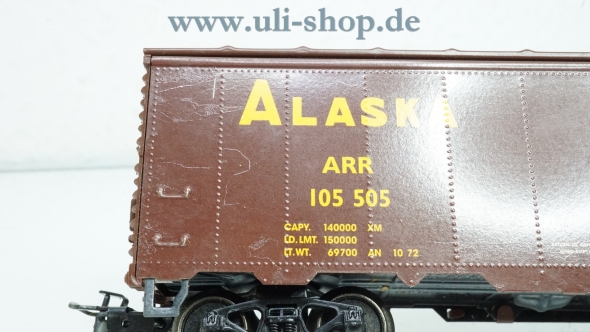 www.uli-shop.de
ALASKA
ARR
105 505
CAPY. 140000 XM
LD. LMT. 150000
LT. WT. 69700 AN 10 72